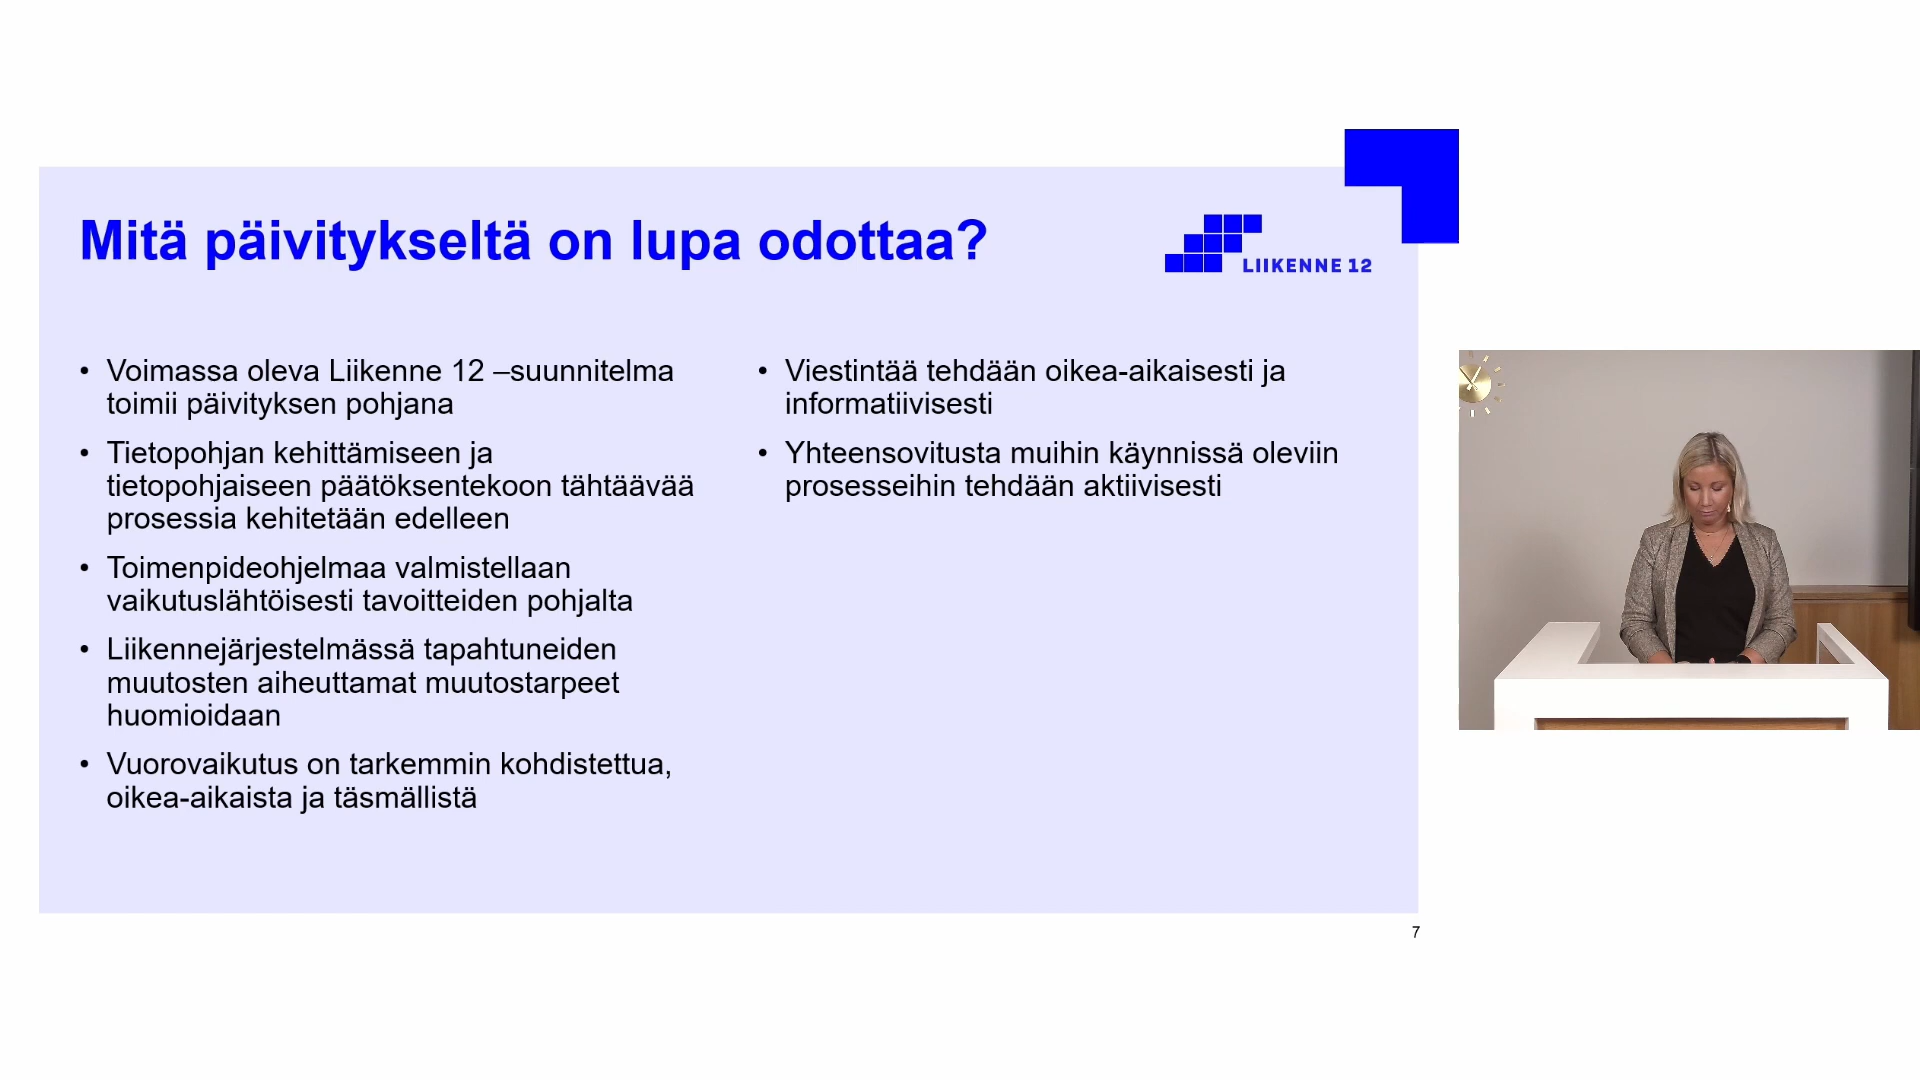 Mitä päivitykseltä on lupa odottaa?
LIIKENNE 12
• Voimassa oleva Liikenne 12 –suunnitelma
toimii päivityksen pohjana
• Tietopohjan kehittämiseen ja
tietopohjaiseen päätöksentekoon tähtäävää
prosessia kehitetään edelleen
• Toimenpideohjelmaa valmistellaan
vaikutuslähtöisesti tavoitteiden pohjalta
• Liikennejärjestelmässä tapahtuneiden
muutosten aiheuttamat muutostarpeet
huomioidaan
• Vuorovaikutus on tarkemmin kohdistettua,
oikea-aikaista ja täsmällistä
• Viestintää tehdään oikea-aikaisesti ja
informatiivisesti
• Yhteensovitusta muihin käynnissä oleviin
prosesseihin tehdään aktiivisesti
7